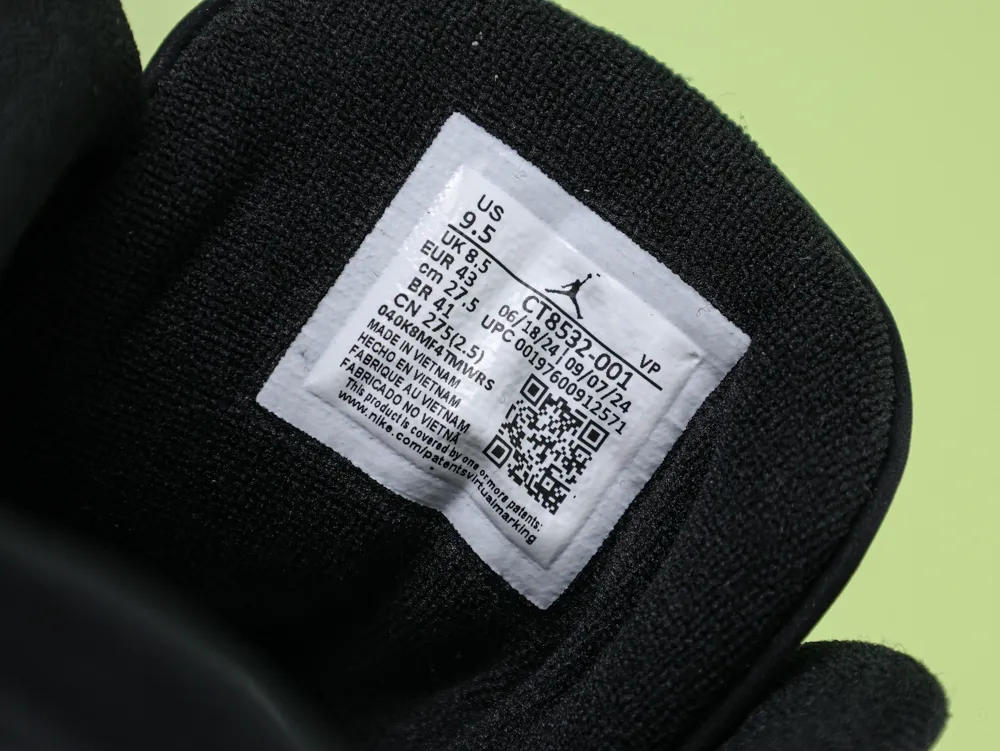 US
9.5
UK 8.5
EUR 43
cm 27.5
BR 41
CN 275(2.5)
040K8MF4TMWRS
MADE IN VIETNAM
HECHO EN VIETNAM
FABRIQUE AU VIETNAM
FABRICADO NO VIETNÃ
This product is covered by one or more patents:
www.nike.com/patentsvirtualmarking
CT8532-001 VP
06/18/24 | 09/07/24
UPC 00197600912571